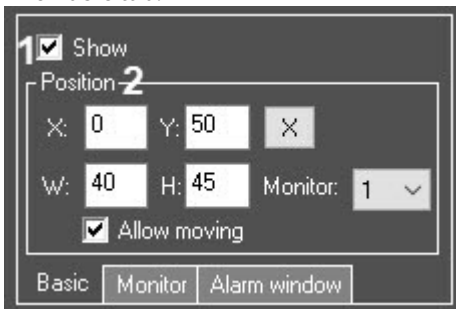 1 Show
Position 2
X: 0 Y: 50 X
W: 40 H: 45 Monitor: 1
Allow moving
Basic Monitor Alarm window